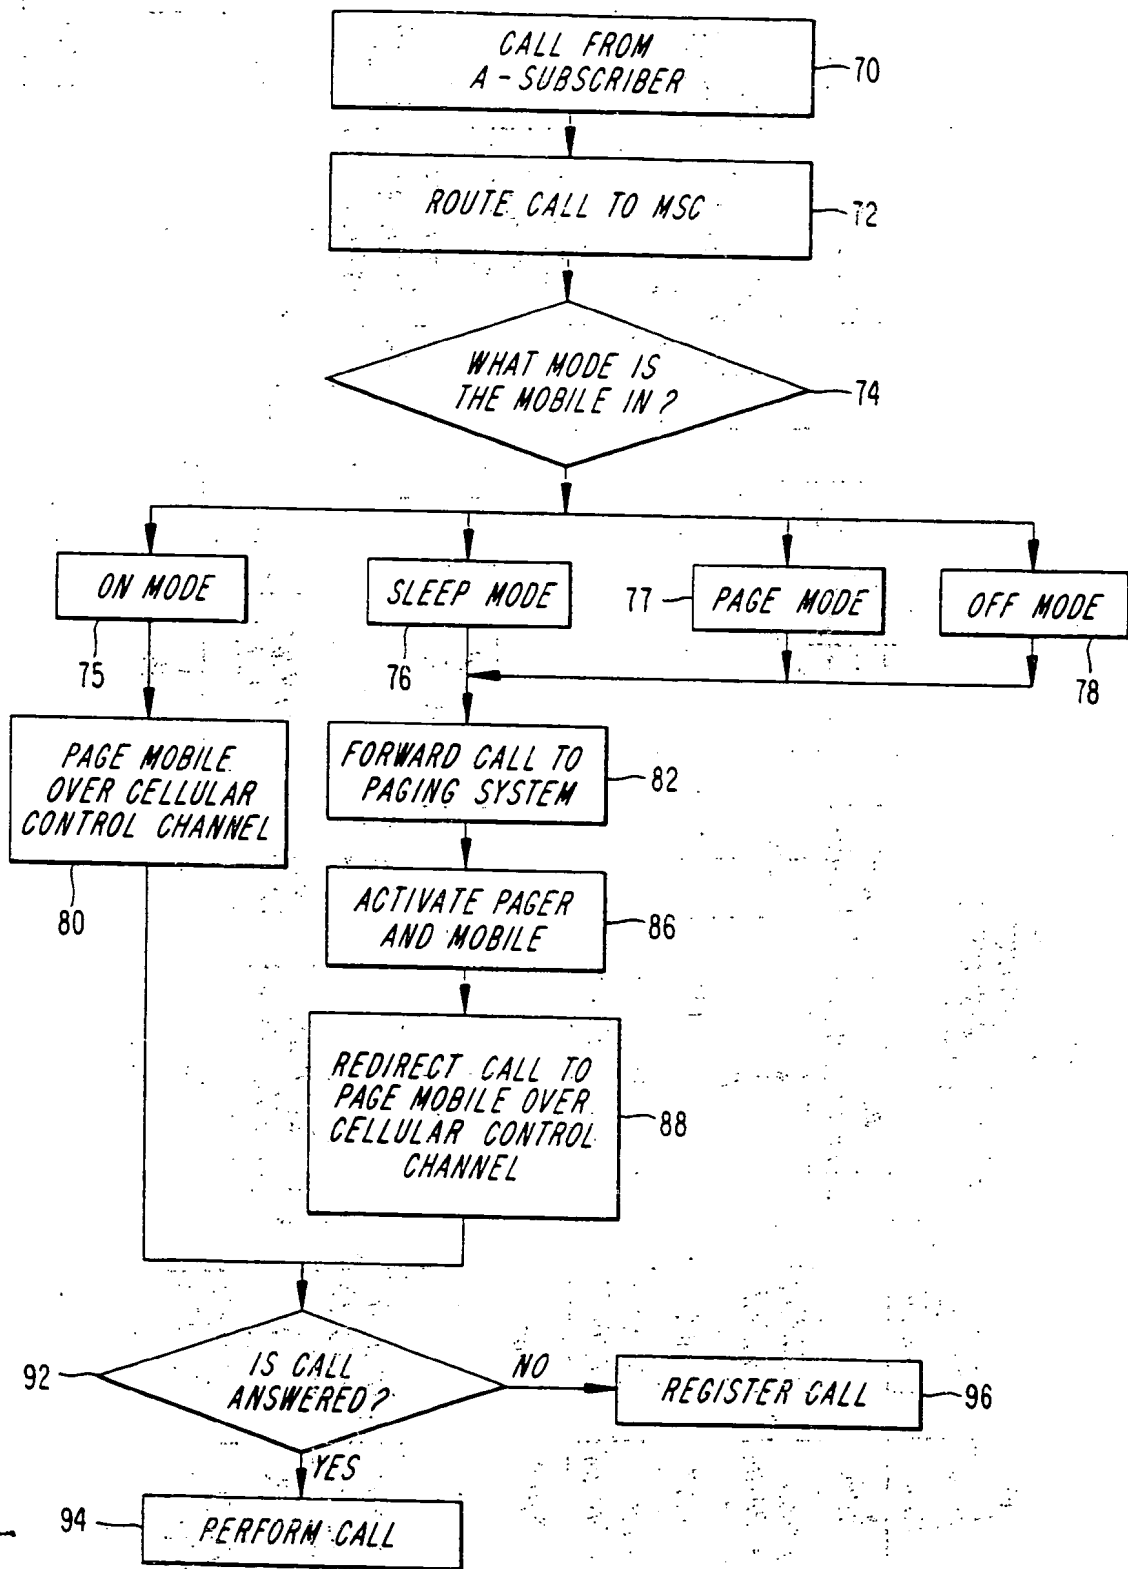 CALL FROM
A-SUBSCRIBER
70
ROUTE CALL TO MSC
72
WHAT MODE IS
THE MOBILE IN?
74
ON MODE
75
SLEEP MODE
76
77
PAGE MODE
OFF MODE
78
PAGE MOBILE
OVER CELLULAR
CONTROL CHANNEL
80
FORWARD CALL TO
PAGING SYSTEM
82
ACTIVATE PAGER
AND MOBILE
86
REDIRECT CALL TO
PAGE MOBILE OVER
CELLULAR CONTROL
CHANNEL
88
92
IS CALL
ANSWERED?
NO
REGISTER CALL
96
YES
94
PERFORM CALL